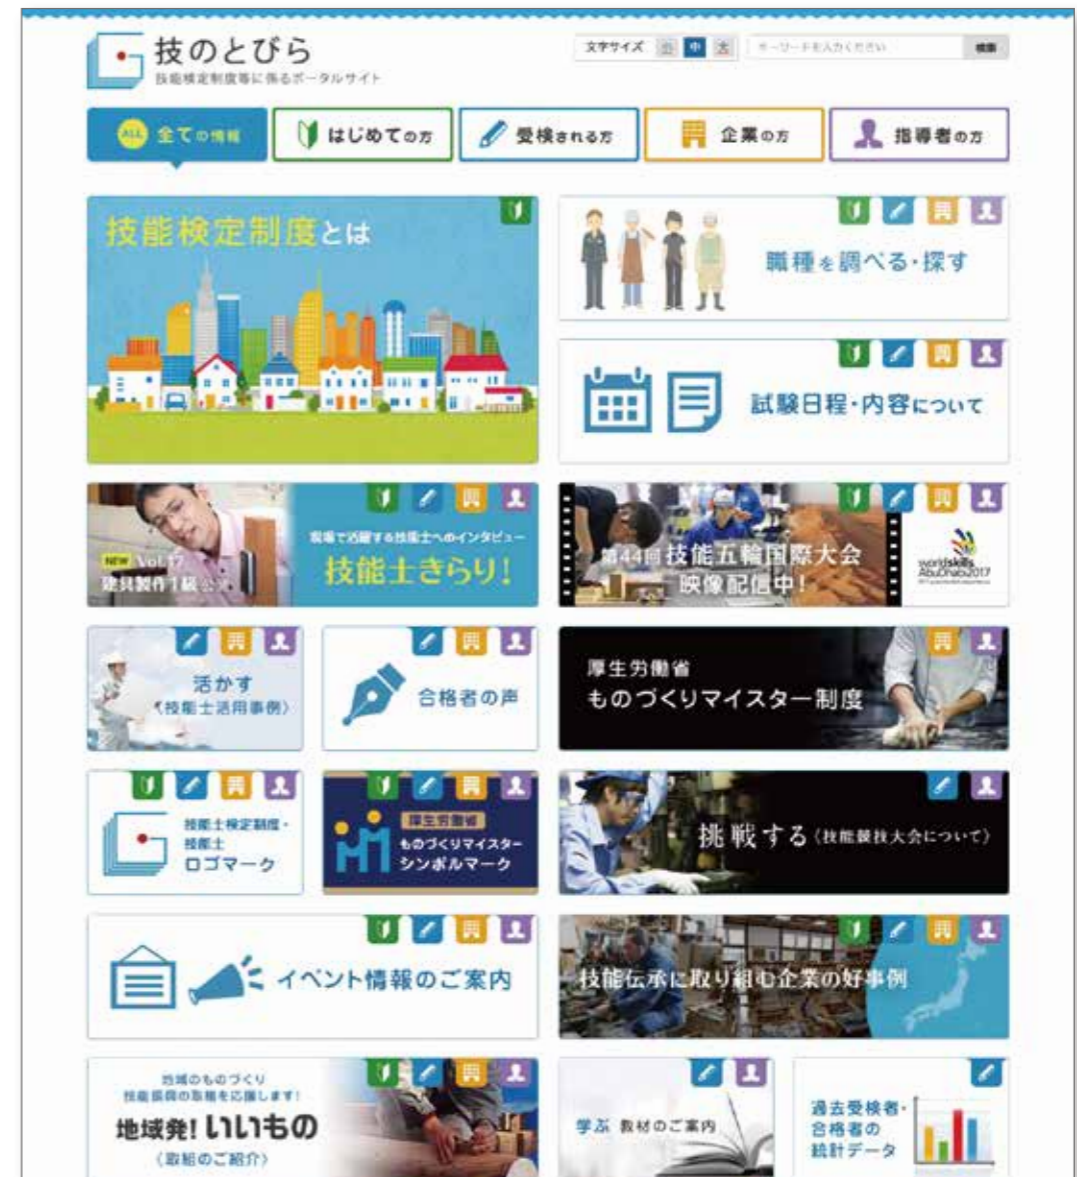 技のとびら
技能検定制度等に係るポータルサイト
文字サイズ 小 中 大
キーワードを入力ください
検索
ALL 全ての情報
はじめての方
受検される方
企業の方
指導者の方
技能検定制度とは
職種を調べる・探す
試験日程・内容について
NEW Vol.17
建具製作1級
現場で活躍する技能士へのインタビュー
技能士きらり!
第44回 技能五輪国際大会
映像配信中!
worldskills
AbuDhabi2017
活かす
〈技能士活用事例〉
合格者の声
厚生労働省
ものづくりマイスター制度
技能士検定制度・
技能士
ロゴマーク
厚生労働省
ものづくりマイスター
シンボルマーク
挑戦する〈技能競技大会について〉
イベント情報のご案内
技能伝承に取り組む企業の好事例
地域のものづくり
技能振興の取組を応援します!
地域発! いいもの
〈取組のご紹介〉
学ぶ 教材のご案内
過去受検者・
合格者の
統計データ